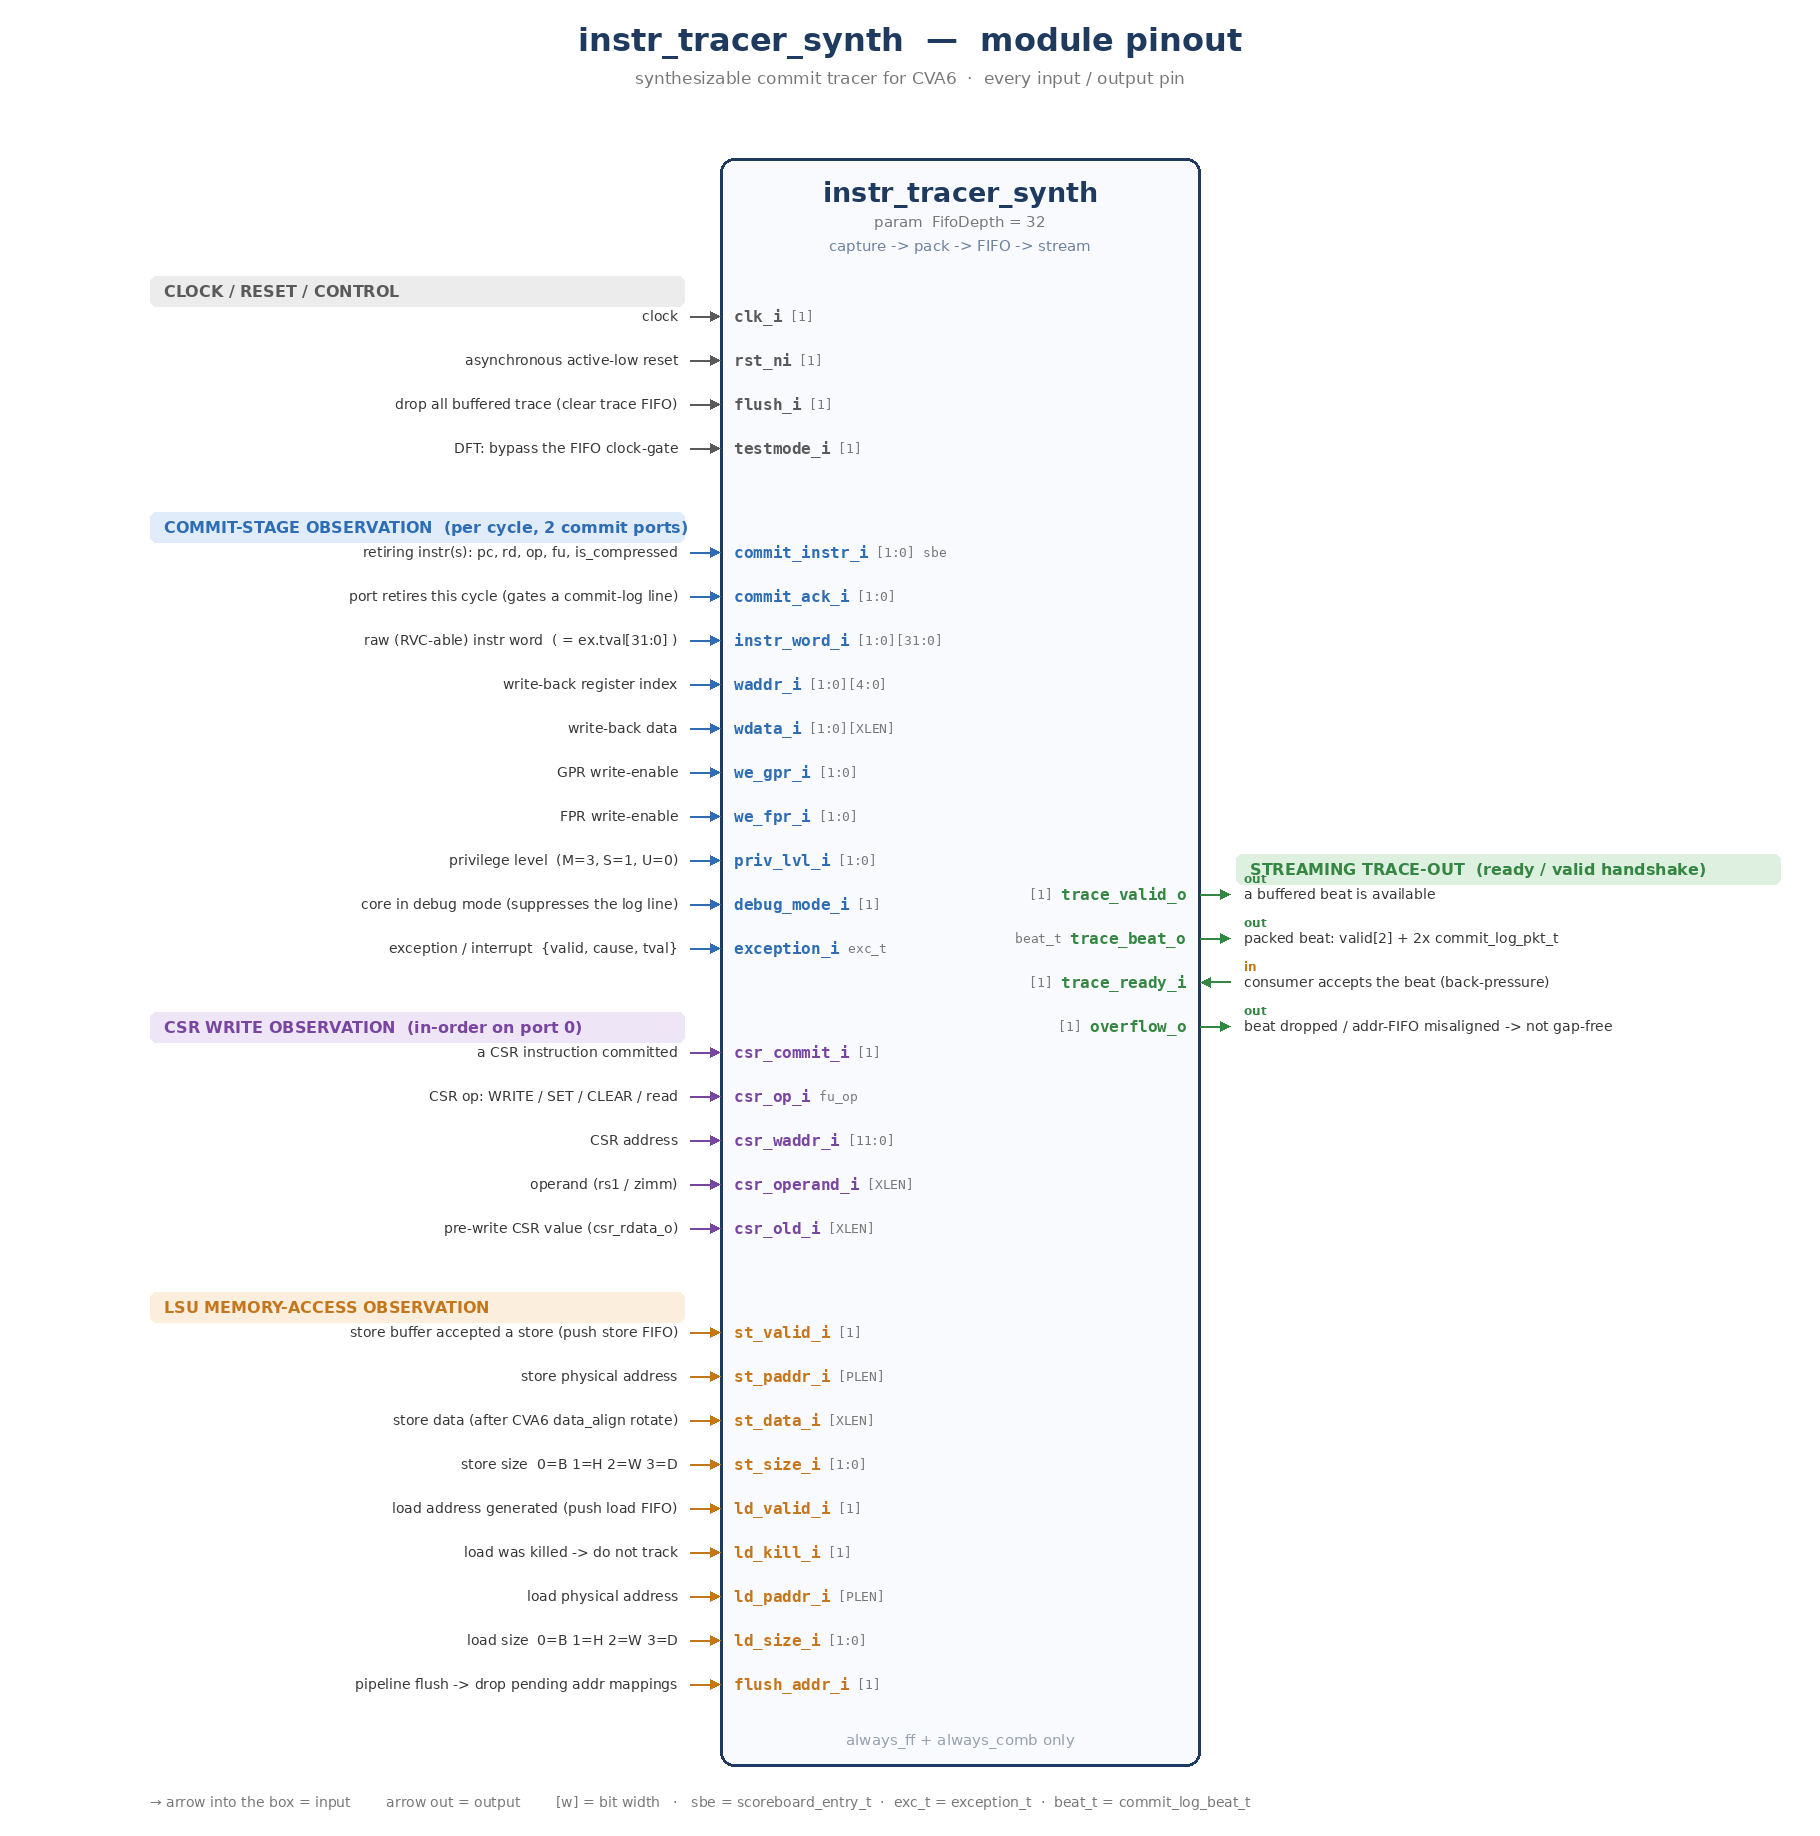 instr_tracer_synth — module pinout
synthesizable commit tracer for CVA6 · every input / output pin
instr_tracer_synth
param FifoDepth = 32
capture -> pack -> FIFO -> stream
CLOCK / RESET / CONTROL
clock clk_i [1]
asynchronous active-low reset rst_ni [1]
drop all buffered trace (clear trace FIFO) flush_i [1]
DFT: bypass the FIFO clock-gate testmode_i [1]
COMMIT-STAGE OBSERVATION (per cycle, 2 commit ports)
retiring instr(s): pc, rd, op, fu, is_compressed commit_instr_i [1:0] sbe
port retires this cycle (gates a commit-log line) commit_ack_i [1:0]
raw (RVC-able) instr word ( = ex.tval[31:0] ) instr_word_i [1:0][31:0]
write-back register index waddr_i [1:0][4:0]
write-back data wdata_i [1:0][XLEN]
GPR write-enable we_gpr_i [1:0]
FPR write-enable we_fpr_i [1:0]
privilege level (M=3, S=1, U=0) priv_lvl_i [1:0]
core in debug mode (suppresses the log line) debug_mode_i [1]
exception / interrupt {valid, cause, tval} exception_i exc_t
STREAMING TRACE-OUT (ready / valid handshake)
out
[1] trace_valid_o a buffered beat is available
out
beat_t trace_beat_o packed beat: valid[2] + 2x commit_log_pkt_t
in
[1] trace_ready_i consumer accepts the beat (back-pressure)
out
[1] overflow_o beat dropped / addr-FIFO misaligned -> not gap-free
CSR WRITE OBSERVATION (in-order on port 0)
a CSR instruction committed csr_commit_i [1]
CSR op: WRITE / SET / CLEAR / read csr_op_i fu_op
CSR address csr_waddr_i [11:0]
operand (rs1 / zimm) csr_operand_i [XLEN]
pre-write CSR value (csr_rdata_o) csr_old_i [XLEN]
LSU MEMORY-ACCESS OBSERVATION
store buffer accepted a store (push store FIFO) st_valid_i [1]
store physical address st_paddr_i [PLEN]
store data (after CVA6 data_align rotate) st_data_i [XLEN]
store size 0=B 1=H 2=W 3=D st_size_i [1:0]
load address generated (push load FIFO) ld_valid_i [1]
load was killed -> do not track ld_kill_i [1]
load physical address ld_paddr_i [PLEN]
load size 0=B 1=H 2=W 3=D ld_size_i [1:0]
pipeline flush -> drop pending addr mappings flush_addr_i [1]
always_ff + always_comb only
→ arrow into the box = input arrow out = output [w] = bit width · sbe = scoreboard_entry_t · exc_t = exception_t · beat_t = commit_log_beat_t